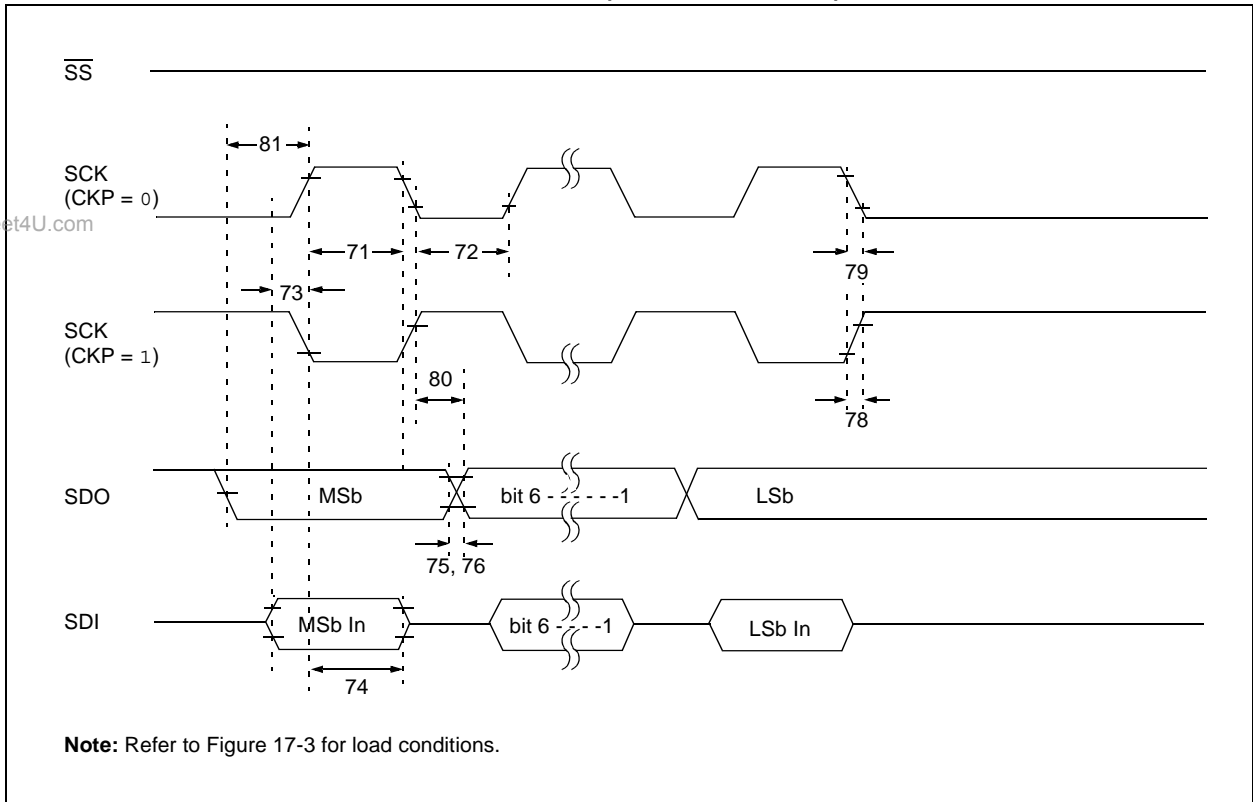 SS
81
SCK
(CKP = 0)
et4U.com
71
72
79
73
SCK
(CKP = 1)
80
78
SDO
MSb
bit 6 - - - - - -1
LSb
75, 76
SDI
MSb In
bit 6 - - - -1
LSb In
74
Note: Refer to Figure 17-3 for load conditions.